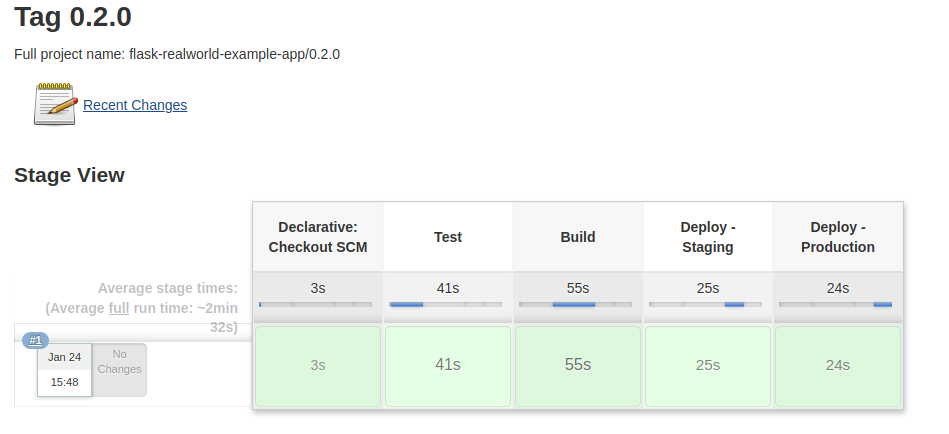 Tag 0.2.0
Full project name: flask-realworld-example-app/0.2.0
Recent Changes
Stage View
Declarative:
Checkout SCM
Test
Build
Deploy -
Staging
Deploy -
Production
Average stage times:
(Average full run time: ~2min
32s)
3s
41s
55s
25s
24s
#1
Jan 24
15:48
No
Changes
3s
41s
55s
25s
24s